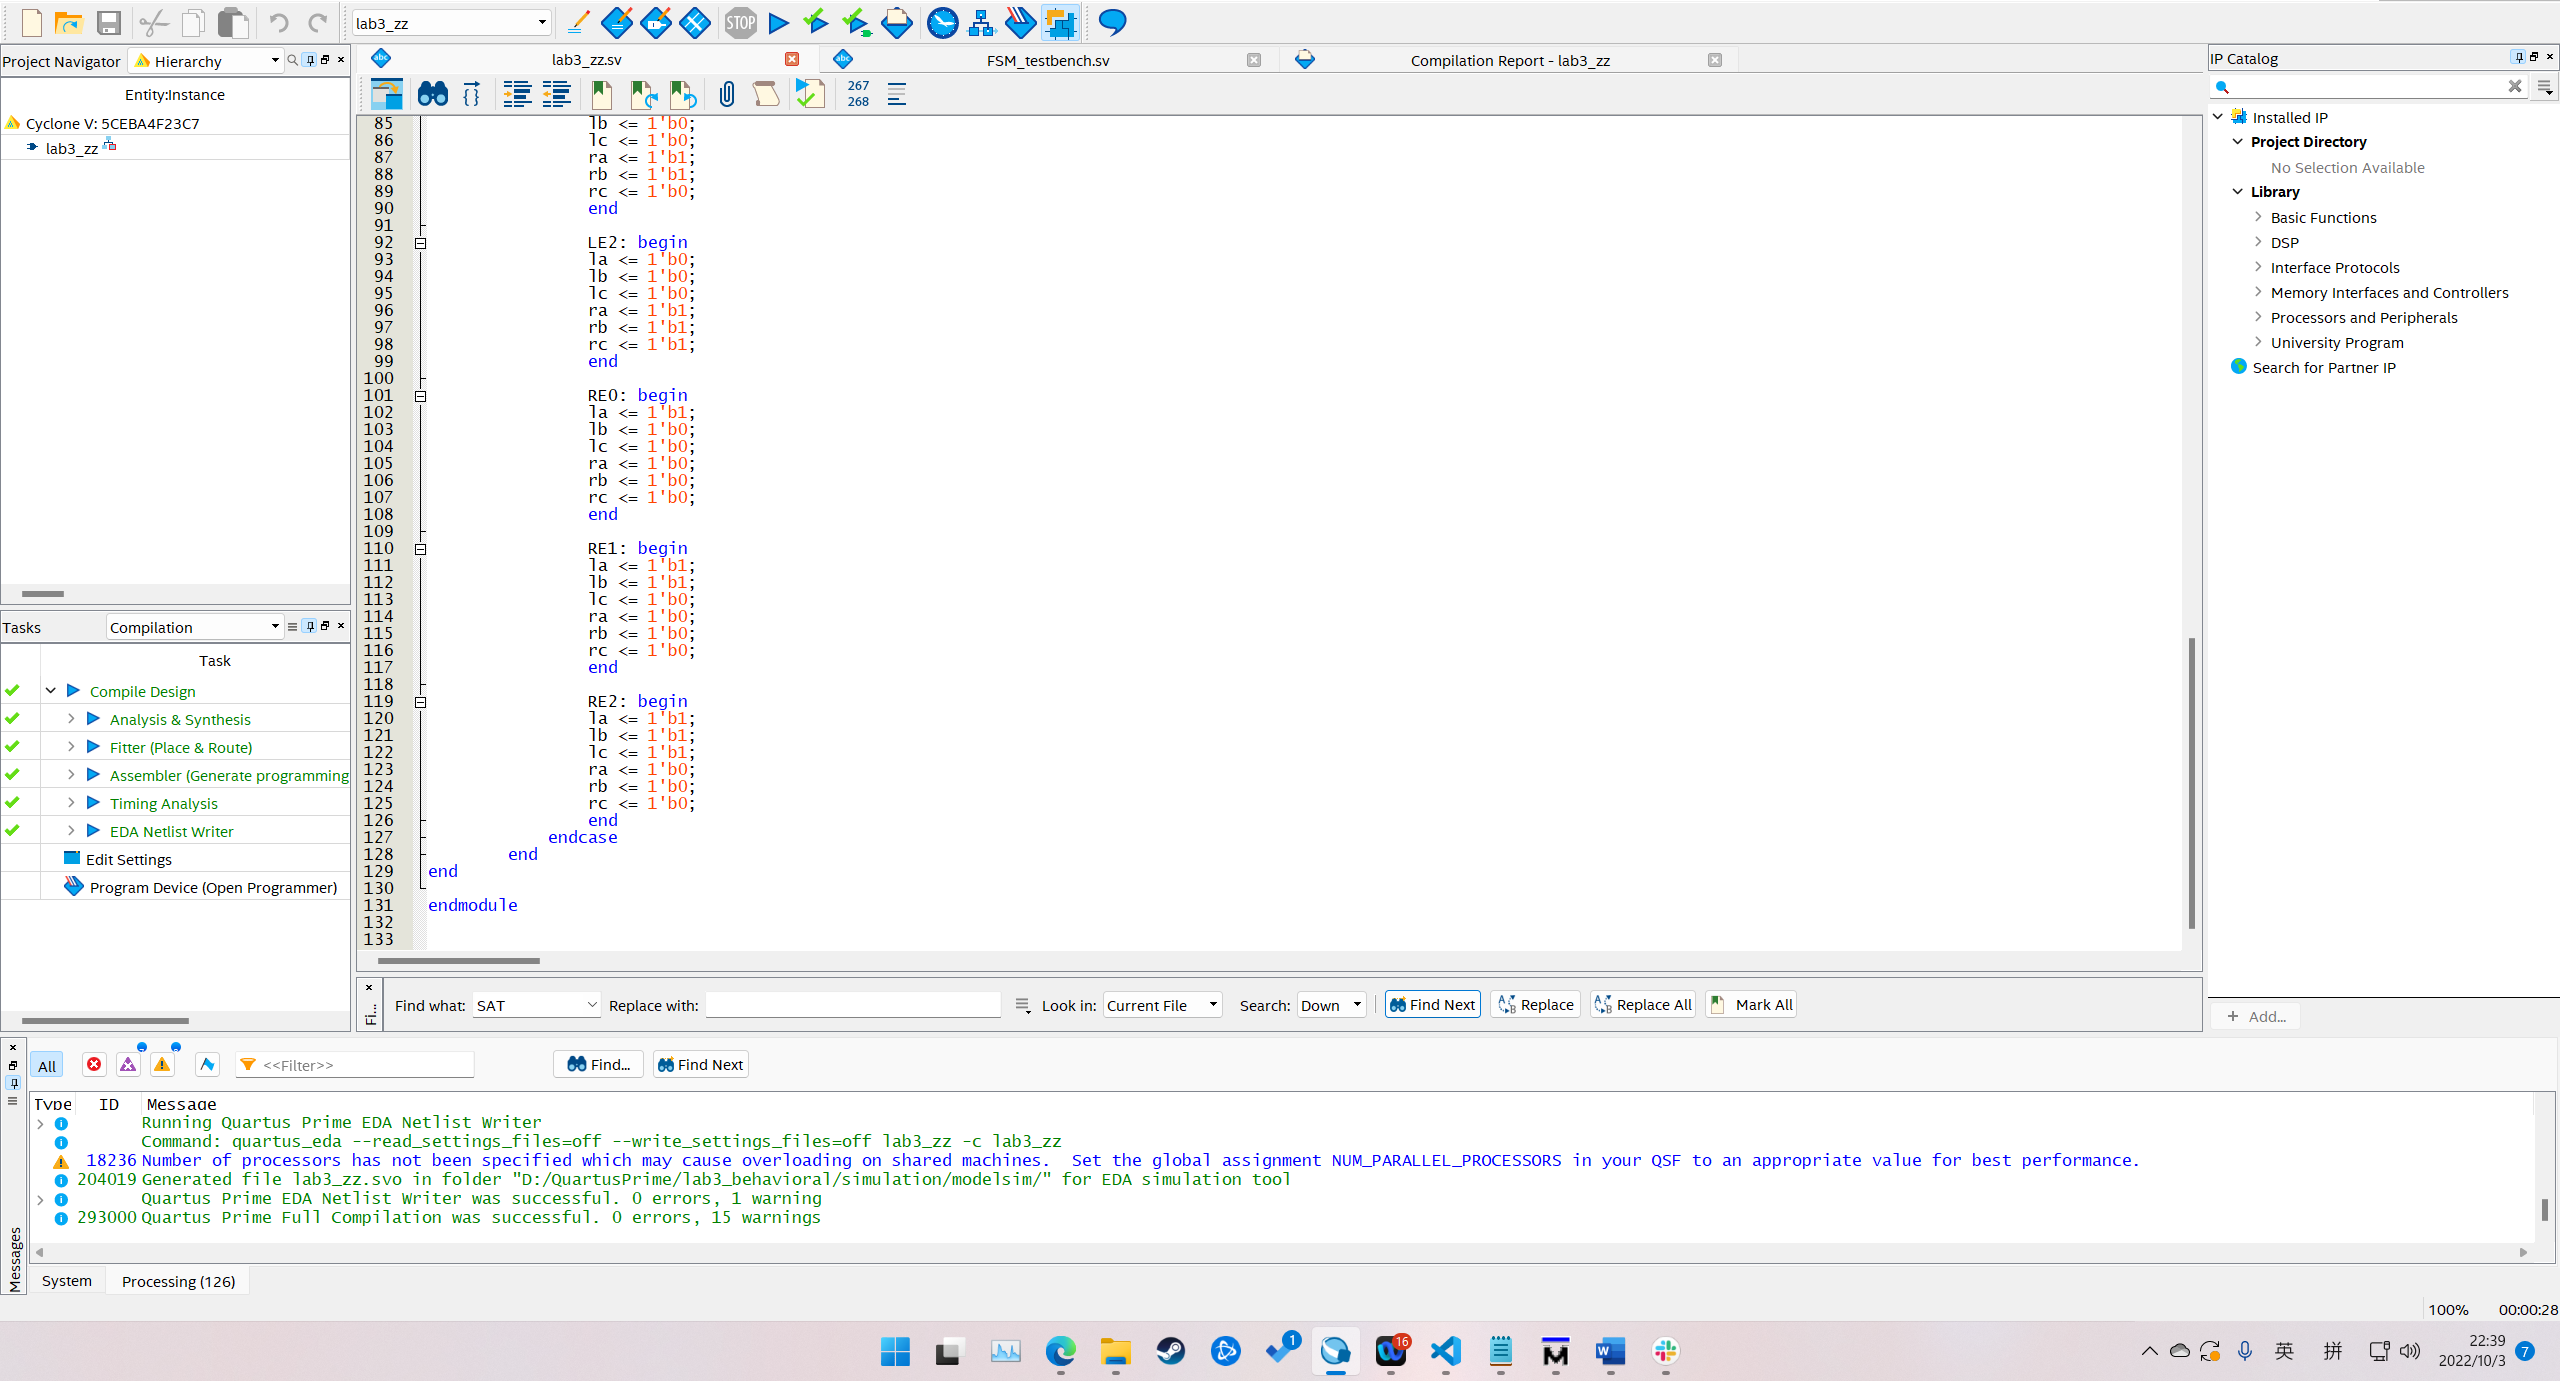 lab3_zz
STOP
Project Navigator
Hierarchy
Entity:Instance
Cyclone V: 5CEBA4F23C7
lab3_zz
lab3_zz.sv
FSM_testbench.sv
Compilation Report - lab3_zz
267
268
85 lb <= 1'b0;
86 lc <= 1'b0;
87 ra <= 1'b1;
88 rb <= 1'b1;
89 rc <= 1'b0;
90 end
91
92 LE2: begin
93 la <= 1'b0;
94 lb <= 1'b0;
95 lc <= 1'b0;
96 ra <= 1'b1;
97 rb <= 1'b1;
98 rc <= 1'b1;
99 end
100
101 RE0: begin
102 la <= 1'b1;
103 lb <= 1'b0;
104 lc <= 1'b0;
105 ra <= 1'b0;
106 rb <= 1'b0;
107 rc <= 1'b0;
108 end
109
110 RE1: begin
111 la <= 1'b1;
112 lb <= 1'b1;
113 lc <= 1'b0;
114 ra <= 1'b0;
115 rb <= 1'b0;
116 rc <= 1'b0;
117 end
118
119 RE2: begin
120 la <= 1'b1;
121 lb <= 1'b1;
122 lc <= 1'b1;
123 ra <= 1'b0;
124 rb <= 1'b0;
125 rc <= 1'b0;
126 end
127 endcase
128 end
129 end
130
131 endmodule
132
133
Tasks
Compilation
Task
Compile Design
Analysis & Synthesis
Fitter (Place & Route)
Assembler (Generate programming
Timing Analysis
EDA Netlist Writer
Edit Settings
Program Device (Open Programmer)
IP Catalog
Installed IP
Project Directory
No Selection Available
Library
Basic Functions
DSP
Interface Protocols
Memory Interfaces and Controllers
Processors and Peripherals
University Program
Search for Partner IP
+ Add...
Fi...
Find what: SAT Replace with: Look in: Current File Search: Down Find Next Replace Replace All Mark All
All <<Filter>> Find... Find Next
Type ID Message
Running Quartus Prime EDA Netlist Writer
Command: quartus_eda --read_settings_files=off --write_settings_files=off lab3_zz -c lab3_zz
18236 Number of processors has not been specified which may cause overloading on shared machines. Set the global assignment NUM_PARALLEL_PROCESSORS in your QSF to an appropriate value for best performance.
204019 Generated file lab3_zz.svo in folder "D:/QuartusPrime/lab3_behavioral/simulation/modelsim/" for EDA simulation tool
Quartus Prime EDA Netlist Writer was successful. 0 errors, 1 warning
293000 Quartus Prime Full Compilation was successful. 0 errors, 15 warnings
Messages
System Processing (126)
100% 00:00:28
1
16
英
拼
22:39
2022/10/3
7